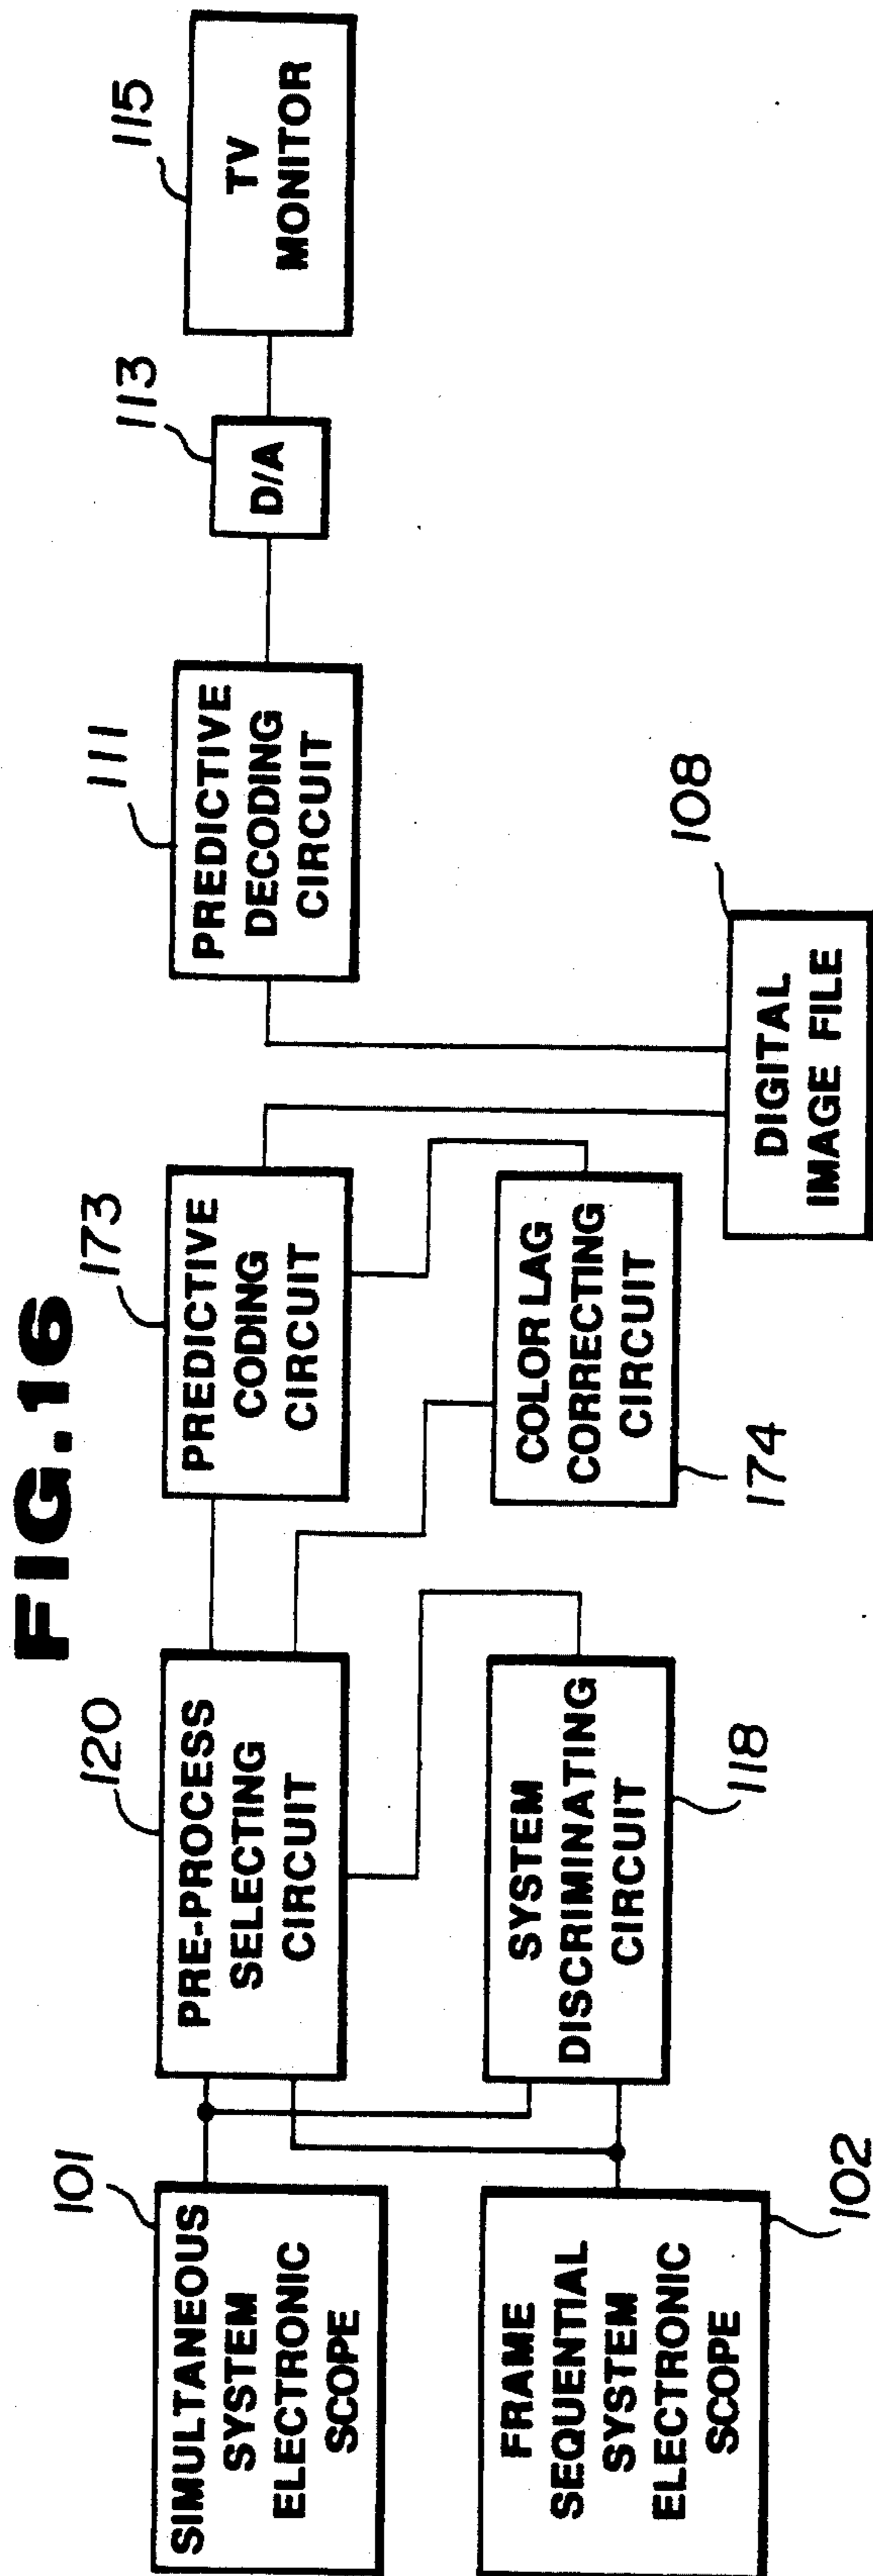 FIG.16
101
SIMULTANEOUS
SYSTEM
ELECTRONIC
SCOPE
120
PRE-PROCESS
SELECTING
CIRCUIT
173
PREDICTIVE
CODING
CIRCUIT
111
PREDICTIVE
DECODING
CIRCUIT
113
D/A
115
TV
MONITOR
FRAME
SEQUENTIAL
SYSTEM
ELECTRONIC
SCOPE
102
SYSTEM
DISCRIMINATING
CIRCUIT
118
COLOR LAG
CORRECTING
CIRCUIT
174
108
DIGITAL
IMAGE FILE